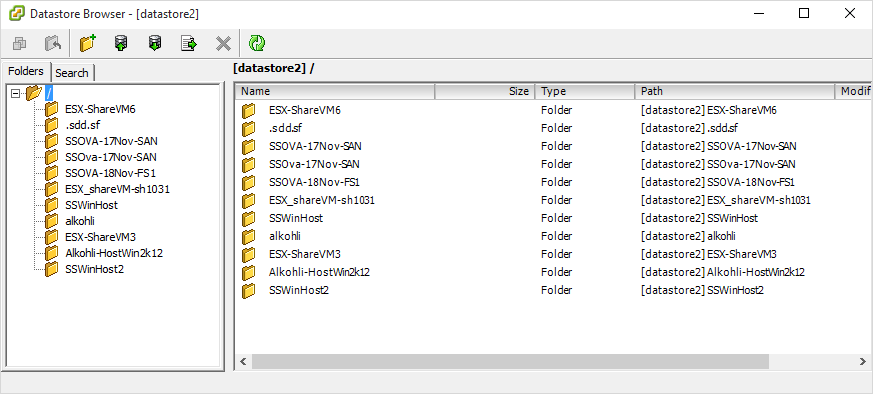 Datastore Browser - [datastore2]
Folders Search
/
ESX-ShareVM6
.sdd.sf
SSOVA-17Nov-SAN
SSOva-17Nov-SAN
SSOVA-18Nov-FS1
ESX_shareVM-sh1031
SSWinHost
alkohli
ESX-ShareVM3
Alkohli-HostWin2k12
SSWinHost2
[datastore2] /
Name Size Type Path Modif
ESX-ShareVM6 Folder [datastore2] ESX-ShareVM6
.sdd.sf Folder [datastore2] .sdd.sf
SSOVA-17Nov-SAN Folder [datastore2] SSOVA-17Nov-SAN
SSOva-17Nov-SAN Folder [datastore2] SSOva-17Nov-SAN
SSOVA-18Nov-FS1 Folder [datastore2] SSOVA-18Nov-FS1
ESX_shareVM-sh1031 Folder [datastore2] ESX_shareVM-sh1031
SSWinHost Folder [datastore2] SSWinHost
alkohli Folder [datastore2] alkohli
ESX-ShareVM3 Folder [datastore2] ESX-ShareVM3
Alkohli-HostWin2k12 Folder [datastore2] Alkohli-HostWin2k12
SSWinHost2 Folder [datastore2] SSWinHost2